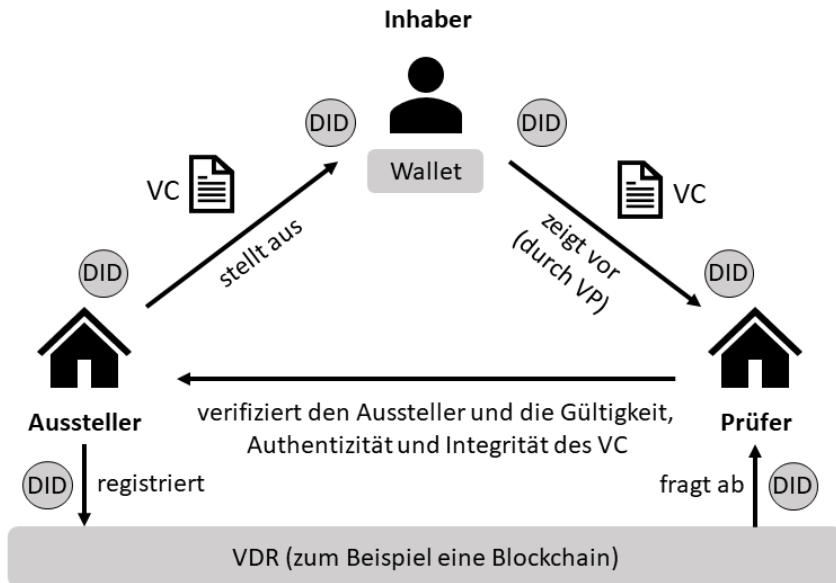 Inhaber
DID
DID
Wallet
VC
VC
stellt aus
zeigt vor
(durch VP)
DID
DID
Aussteller
verifiziert den Aussteller und die Gültigkeit,
Authentizität und Integrität des VC
Prüfer
DID
registriert
fragt ab
DID
VDR (zum Beispiel eine Blockchain)